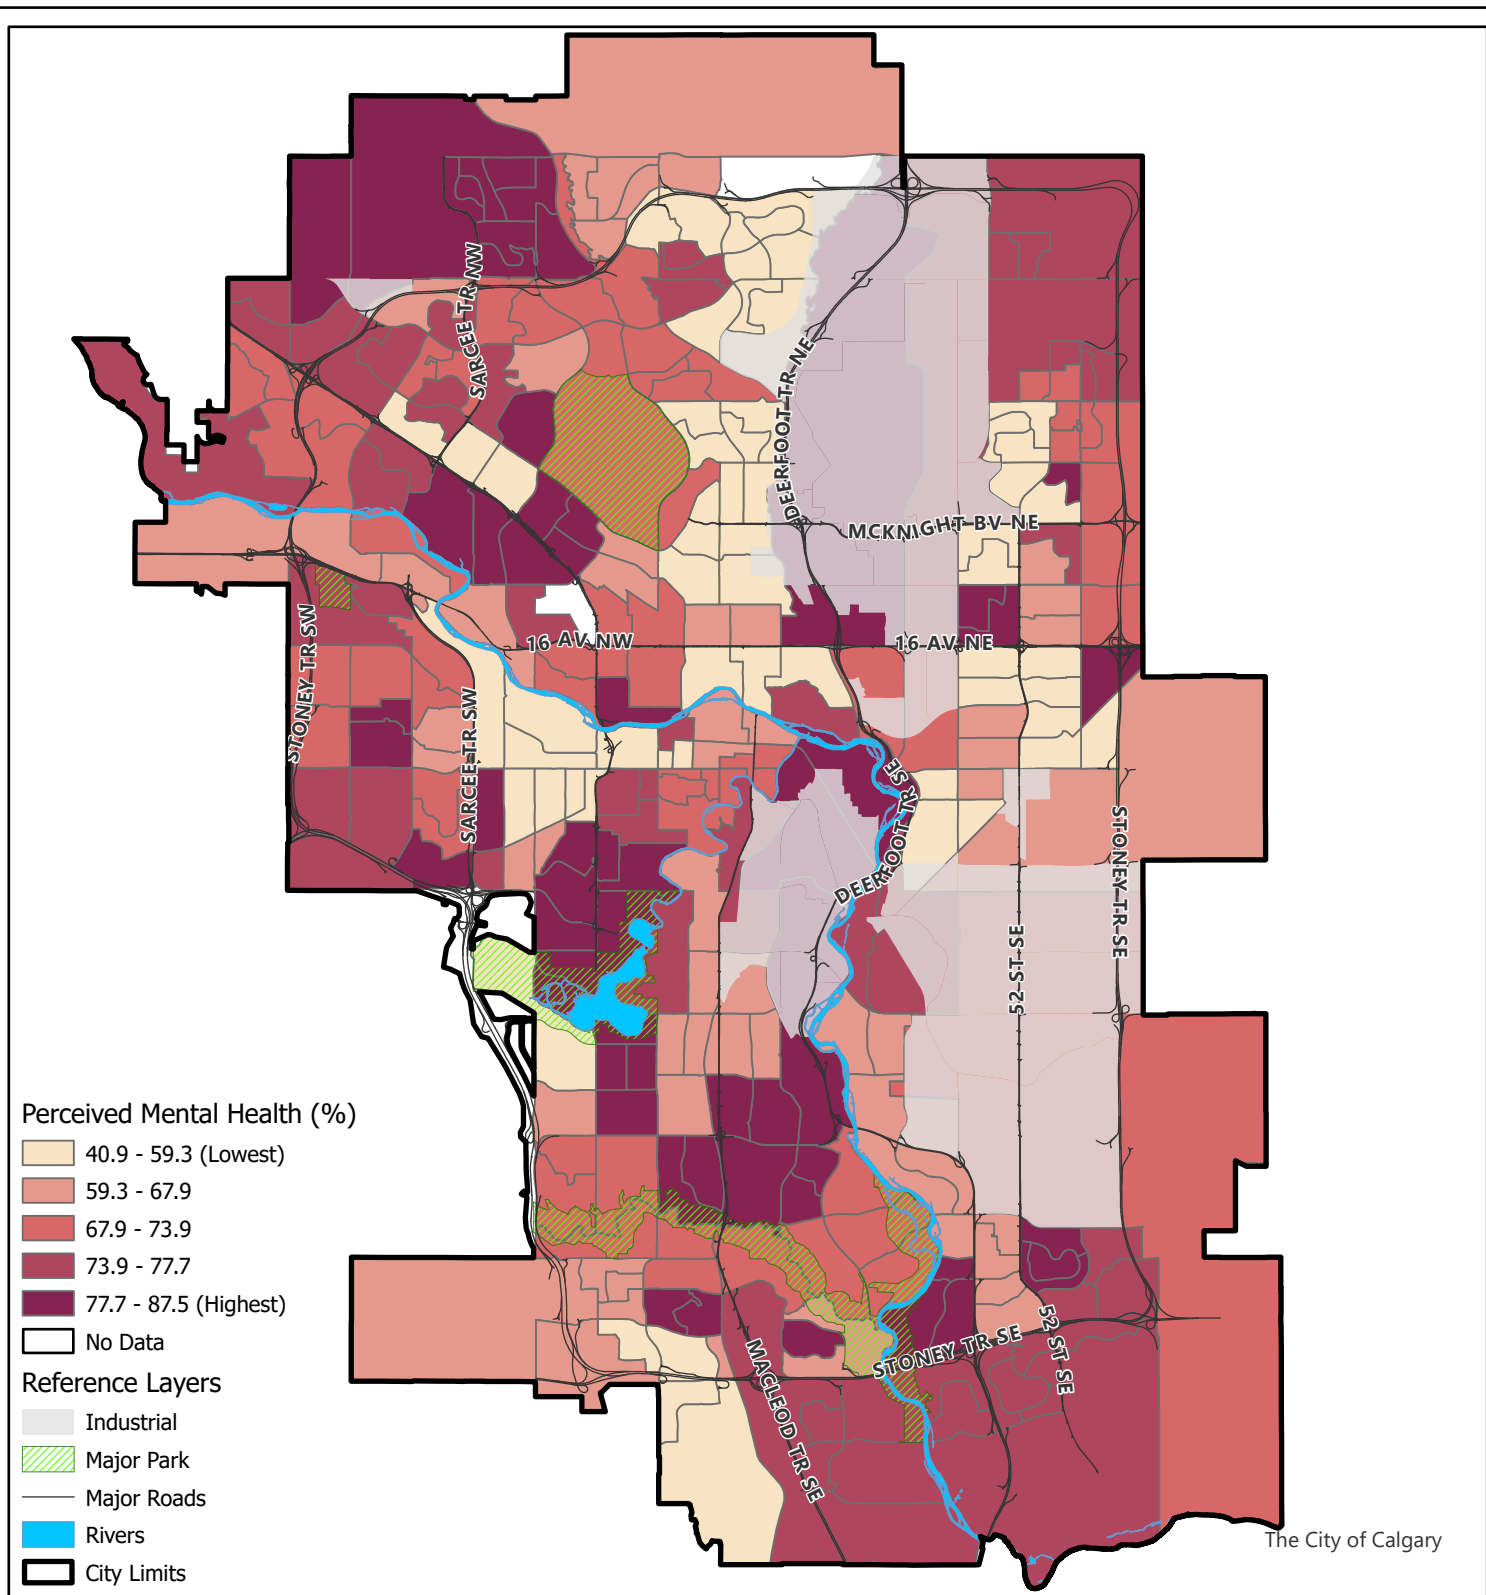 SARCEE TR NW
DEERFOOT TR NE
MCKNIGHT BV NE
16 AV NW
16 AV NE
STONEY TR SW
SARCEE TR SW
DEERFOOT TR SE
STONEY TR SE
52 ST SE
Perceived Mental Health (%)
40.9 - 59.3 (Lowest)
59.3 - 67.9
67.9 - 73.9
73.9 - 77.7
77.7 - 87.5 (Highest)
No Data
Reference Layers
Industrial
Major Park
Major Roads
Rivers
City Limits
STONEY TR SE
52 ST SE
MACLEOD TR SE
The City of Calgary